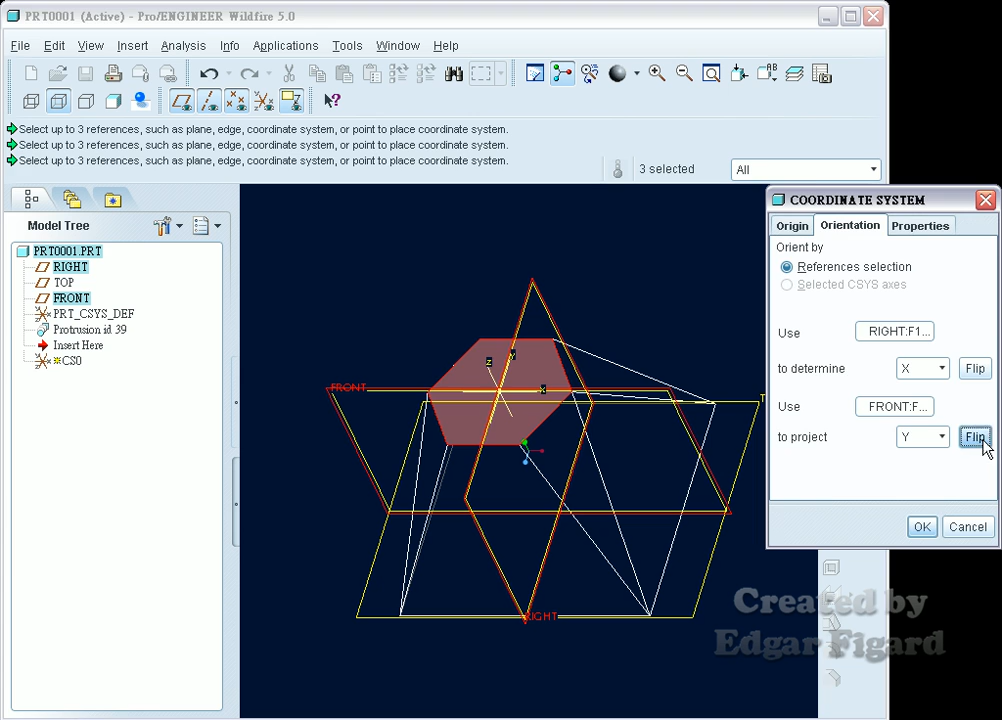 PRT0001 (Active) - Pro/ENGINEER Wildfire 5.0
File Edit View Insert Analysis Info Applications Tools Window Help
Select up to 3 references, such as plane, edge, coordinate system, or point to place coordinate system.
Select up to 3 references, such as plane, edge, coordinate system, or point to place coordinate system.
Select up to 3 references, such as plane, edge, coordinate system, or point to place coordinate system.
3 selected
All
Model Tree
PRT0001.PRT
RIGHT
TOP
FRONT
PRT_CSYS_DEF
Protrusion id 39
Insert Here
CS0
FRONT
Z
Y
X
T
RIGHT
COORDINATE SYSTEM
Origin Orientation Properties
Orient by
References selection
Selected CSYS axes
Use RIGHT:F1...
to determine X Flip
Use FRONT:F...
to project Y Flip
OK Cancel
Created by
Edgar Figard